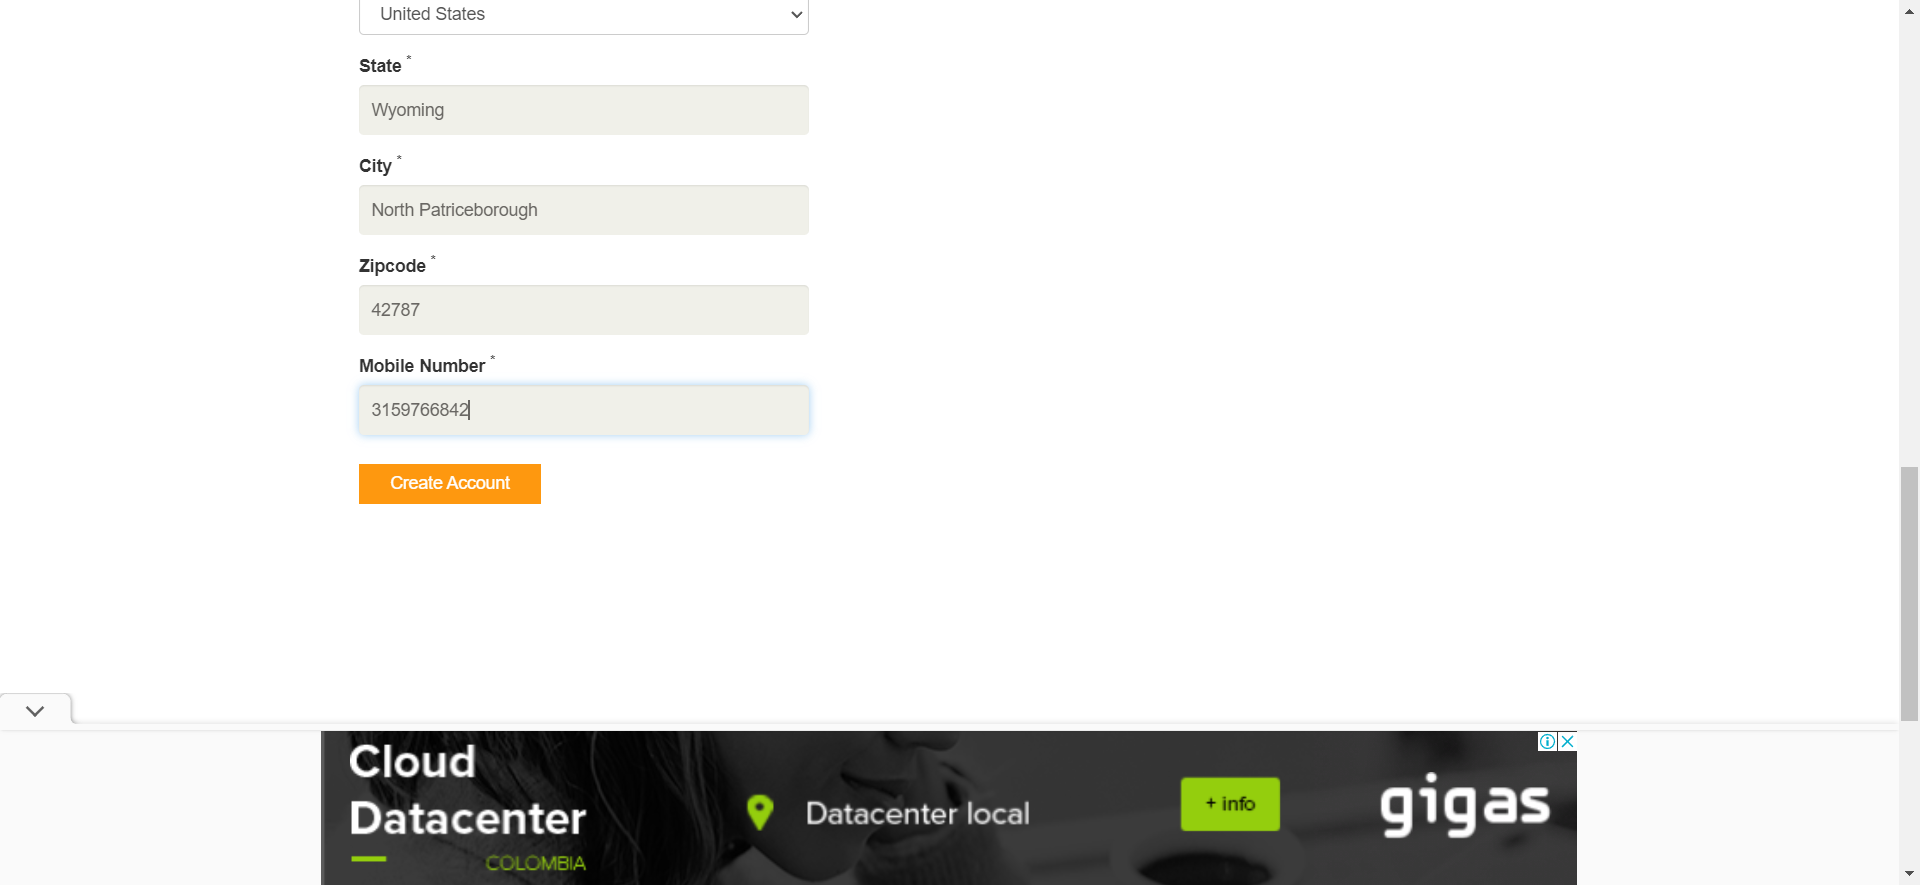 United States
State *
Wyoming
City *
North Patriceborough
Zipcode *
42787
Mobile Number *
3159766842
Create Account
Cloud
Datacenter
COLOMBIA
Datacenter local
+ info
gigas